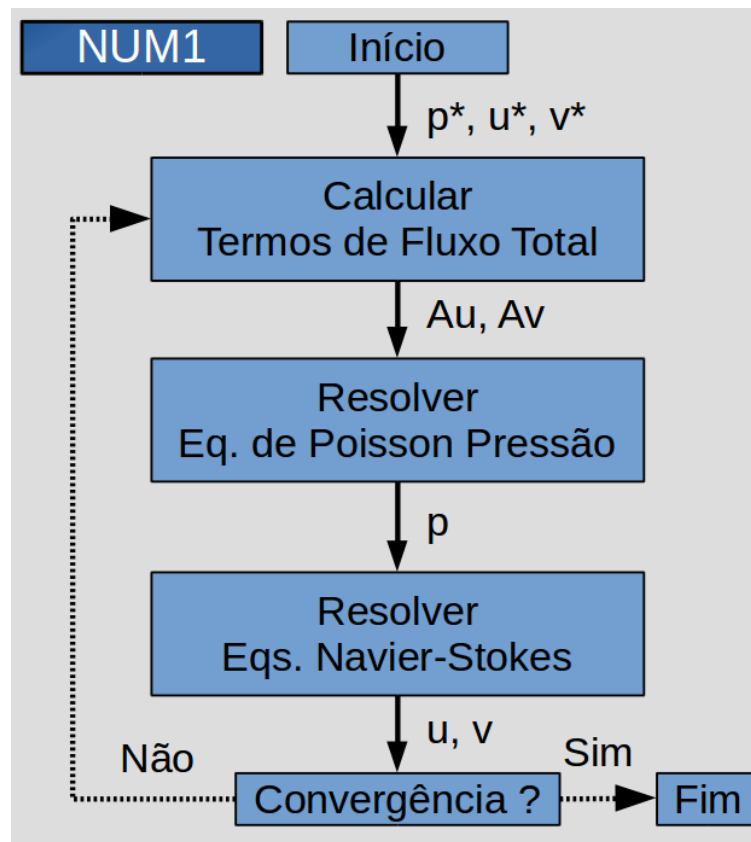 NUM1
Início
p*, u*, v*
Calcular
Termos de Fluxo Total
Au, Av
Resolver
Eq. de Poisson Pressão
p
Resolver
Eqs. Navier-Stokes
u, v
Não
Sim
Convergência ?
Fim